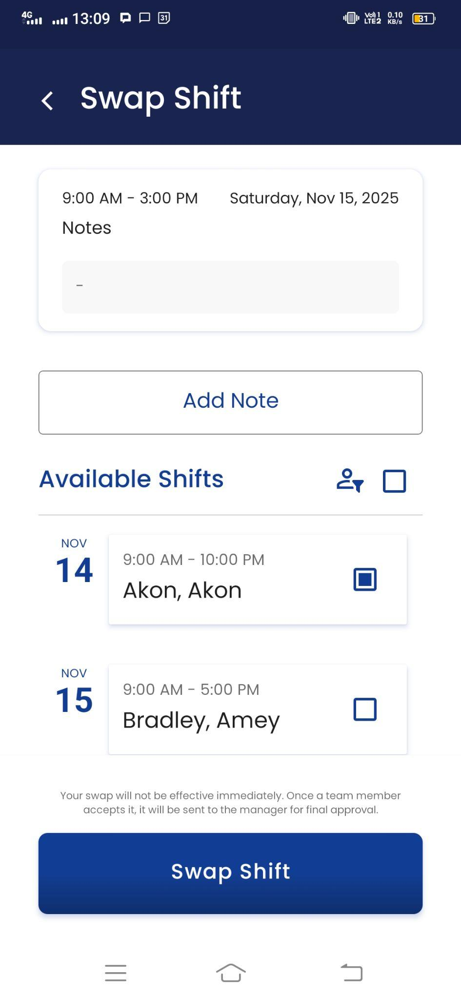 4G 13:09 31 Vo)) 1 LTE2 0.10 KB/s 31
Swap Shift
9:00 AM - 3:00 PM Saturday, Nov 15, 2025
Notes
-
Add Note
Available Shifts
NOV
14
9:00 AM - 10:00 PM
Akon, Akon
NOV
15
9:00 AM - 5:00 PM
Bradley, Amey
Your swap will not be effective immediately. Once a team member
accepts it, it will be sent to the manager for final approval.
Swap Shift